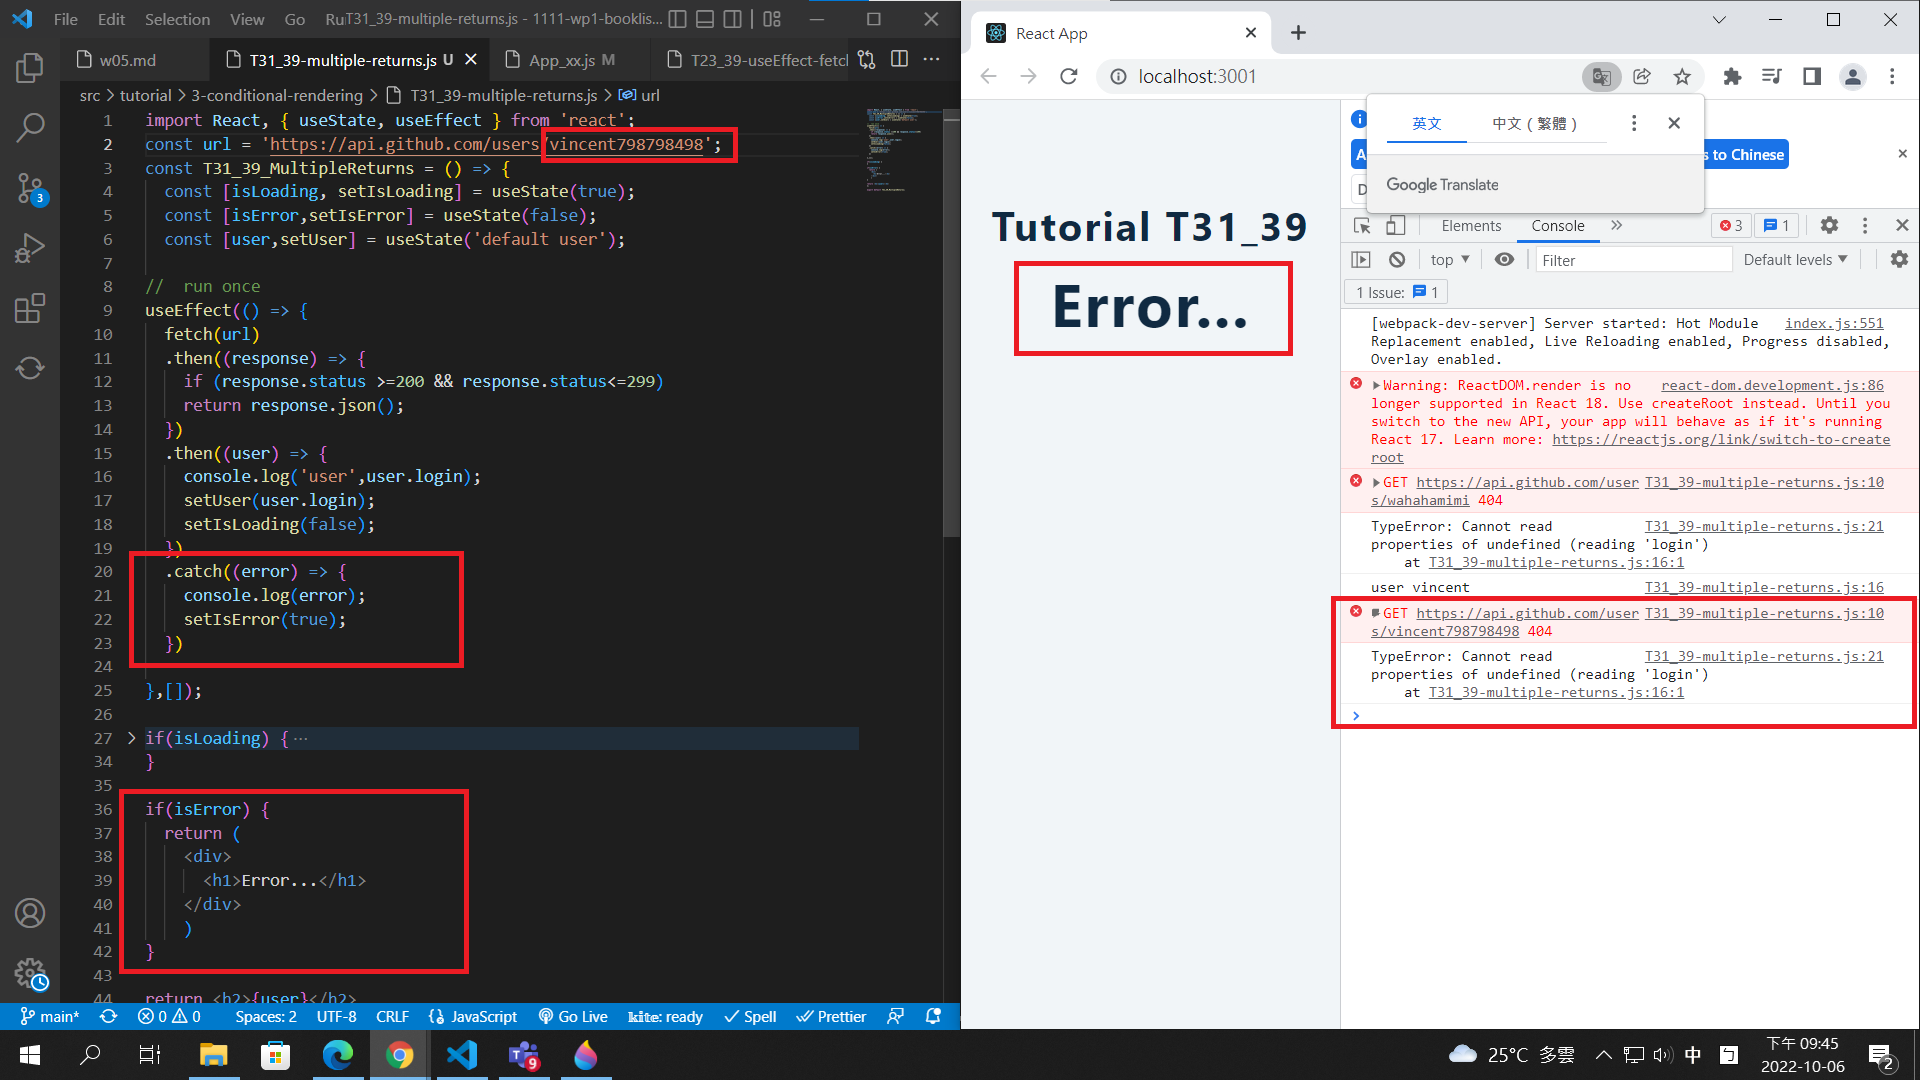 File Edit Selection View Go Ru
T31_39-multiple-returns.js - 1111-wp1-booklis...
w05.md
T31_39-multiple-returns.js U
App_xx.js M
T23_39-useEffect-fetch
src > tutorial > 3-conditional-rendering > T31_39-multiple-returns.js > url
1 import React, { useState, useEffect } from 'react';
2 const url = 'https://api.github.com/users/vincent798798498';
3 const T31_39_MultipleReturns = () => {
4 const [isLoading, setIsLoading] = useState(true);
5 const [isError,setIsError] = useState(false);
6 const [user,setUser] = useState('default user');
7
8 // run once
9 useEffect(() => {
10 fetch(url)
11 .then((response) => {
12 if (response.status >=200 && response.status<=299)
13 return response.json();
14 })
15 .then((user) => {
16 console.log('user',user.login);
17 setUser(user.login);
18 setIsLoading(false);
19 })
20 .catch((error) => {
21 console.log(error);
22 setIsError(true);
23 })
24
25 },[]);
26
27 if(isLoading) { ...
34 }
35
36 if(isError) {
37 return (
38 <div>
39 <h1>Error...</h1>
40 </div>
41 )
42 }
43
44 return <h2>{user}</h2>
3
main* 0 0 Spaces: 2 UTF-8 CRLF JavaScript Go Live kite: ready Spell Prettier
React App
localhost:3001
英文 中文 ( 繁體 )
Google Translate
s to Chinese
Tutorial T31_39
Error...
Elements Console 3 1
top Filter Default levels
1 Issue: 1
[webpack-dev-server] Server started: Hot Module index.js:551
Replacement enabled, Live Reloading enabled, Progress disabled,
Overlay enabled.
Warning: ReactDOM.render is no react-dom.development.js:86
longer supported in React 18. Use createRoot instead. Until you
switch to the new API, your app will behave as if it's running
React 17. Learn more: https://reactjs.org/link/switch-to-create
root
GET https://api.github.com/user T31_39-multiple-returns.js:10
s/wahahamimi 404
TypeError: Cannot read T31_39-multiple-returns.js:21
properties of undefined (reading 'login')
at T31_39-multiple-returns.js:16:1
user vincent T31_39-multiple-returns.js:16
GET https://api.github.com/user T31_39-multiple-returns.js:10
s/vincent798798498 404
TypeError: Cannot read T31_39-multiple-returns.js:21
properties of undefined (reading 'login')
at T31_39-multiple-returns.js:16:1
9
25°C 多雲
中
下午 09:45
2022-10-06
2